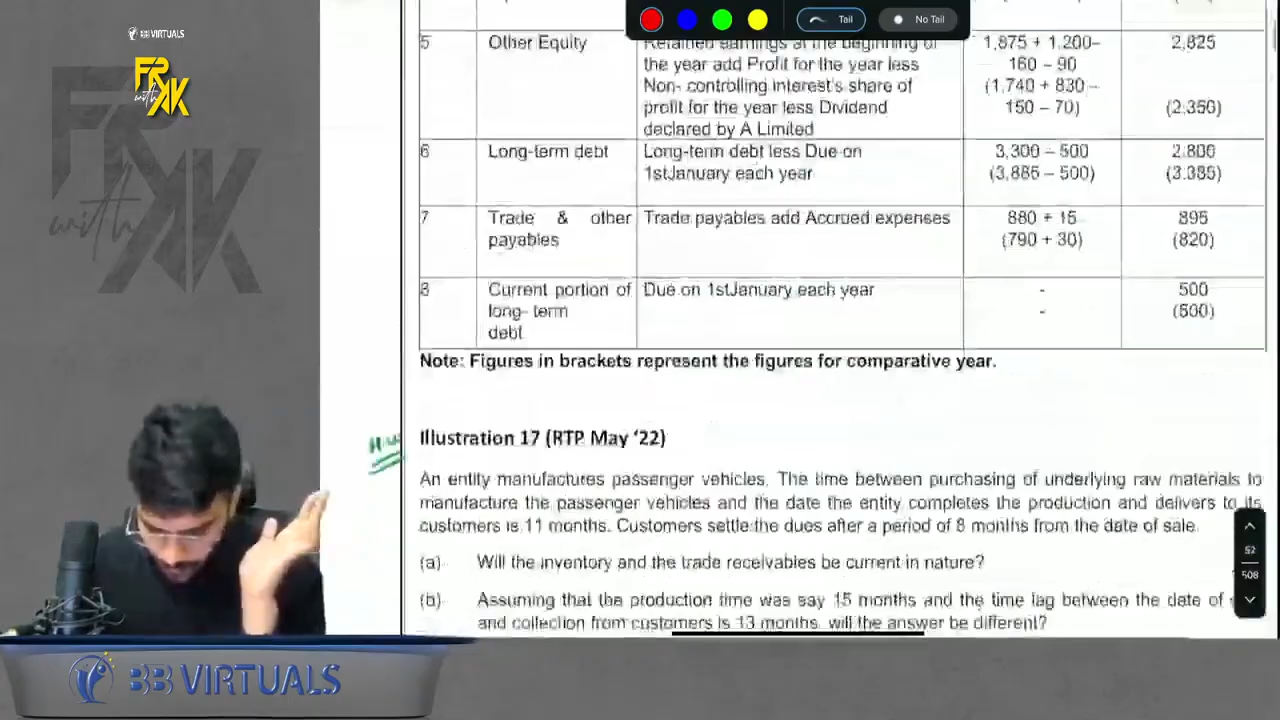 BB VIRTUALS
FR
with
AK
FR
with
AK
Tail
No Tail
5 Other Equity Retained earnings at the beginning of 1,875 + 1,200– 2,825
the year add Profit for the year less 160 – 90
Non- controlling interest's share of (1,740 + 830 –
profit for the year less Dividend 150 – 70) (2,350)
declared by A Limited
6 Long-term debt Long-term debt less Due on 3,300 – 500 2,800
1stJanuary each year (3,885 – 500) (3,385)
7 Trade & other Trade payables add Accrued expenses 880 + 15 895
payables (790 + 30) (820)
8 Current portion of Due on 1stJanuary each year - 500
long- term - (500)
debt
Note: Figures in brackets represent the figures for comparative year.
Illustration 17 (RTP May ‘22)
An entity manufactures passenger vehicles. The time between purchasing of underlying raw materials to
manufacture the passenger vehicles and the date the entity completes the production and delivers to its
customers is 11 months. Customers settle the dues after a period of 8 months from the date of sale.
(a) Will the inventory and the trade receivables be current in nature?
(b) Assuming that the production time was say 15 months and the time lag between the date of
and collection from customers is 13 months, will the answer be different?
52
508
BB VIRTUALS